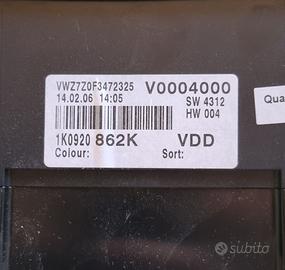 VWZ7Z0F3472325 V0004000
14.02.06 14:05 SW 4312
HW 004
1K0920 862K VDD
Colour: Sort:
Qua
subito